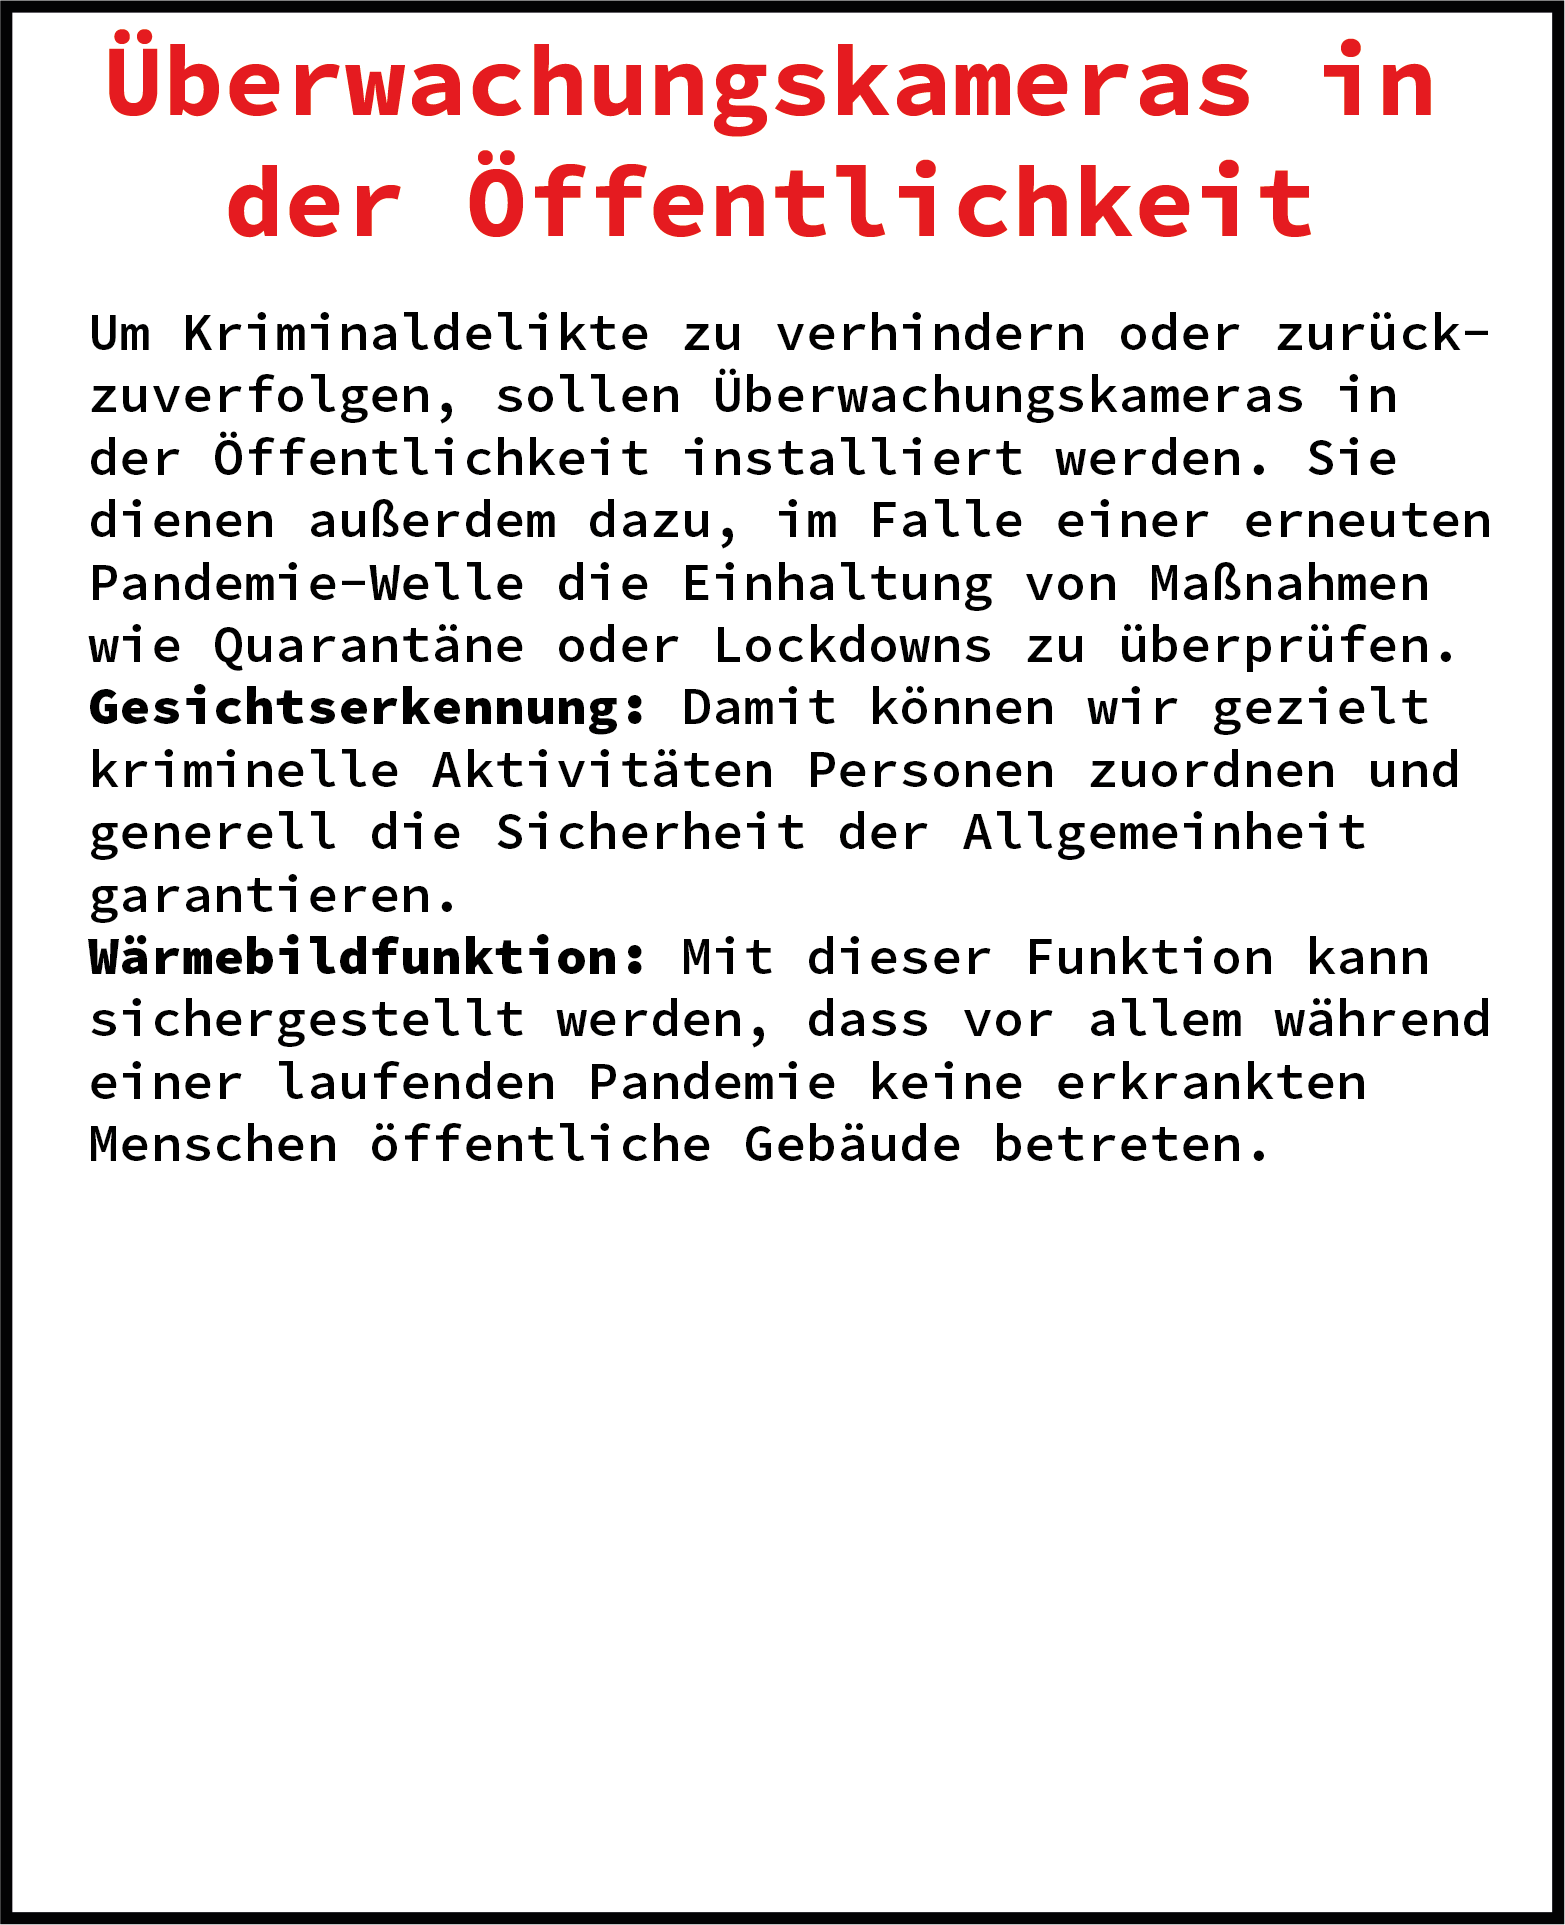 Überwachungskameras in
der Öffentlichkeit
Um Kriminaldelikte zu verhindern oder zurück-
zuverfolgen, sollen Überwachungskameras in
der Öffentlichkeit installiert werden. Sie
dienen außerdem dazu, im Falle einer erneuten
Pandemie-Welle die Einhaltung von Maßnahmen
wie Quarantäne oder Lockdowns zu überprüfen.
Gesichtserkennung: Damit können wir gezielt
kriminelle Aktivitäten Personen zuordnen und
generell die Sicherheit der Allgemeinheit
garantieren.
Wärmebildfunktion: Mit dieser Funktion kann
sichergestellt werden, dass vor allem während
einer laufenden Pandemie keine erkrankten
Menschen öffentliche Gebäude betreten.